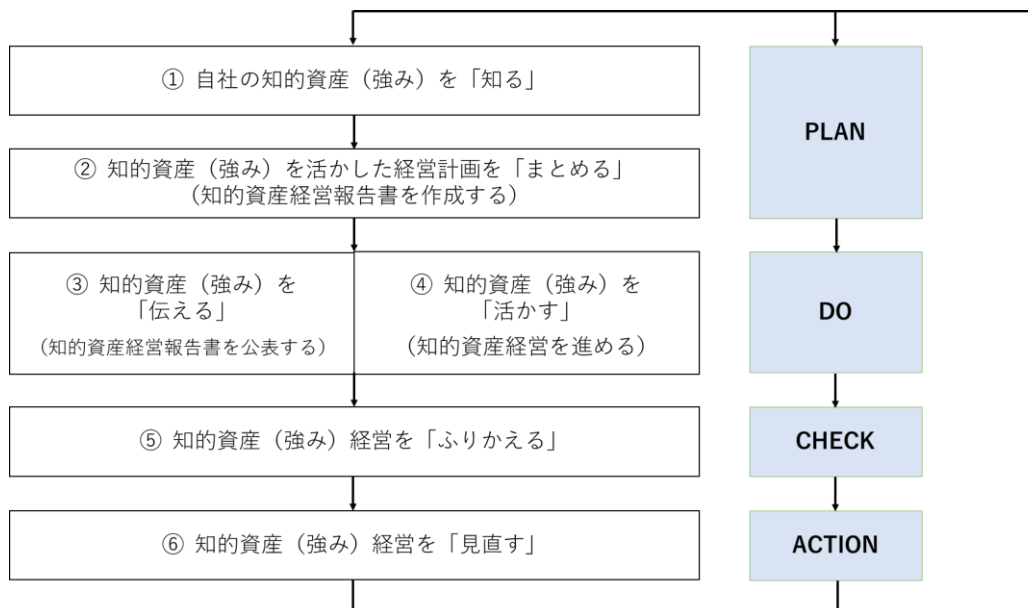 ① 自社の知的資産（強み）を「知る」
② 知的資産（強み）を活かした経営計画を「まとめる」
（知的資産経営報告書を作成する）
③ 知的資産（強み）を
「伝える」
（知的資産経営報告書を公表する）
④ 知的資産（強み）を
「活かす」
（知的資産経営を進める）
⑤ 知的資産（強み）経営を「ふりかえる」
⑥ 知的資産（強み）経営を「見直す」
PLAN
DO
CHECK
ACTION